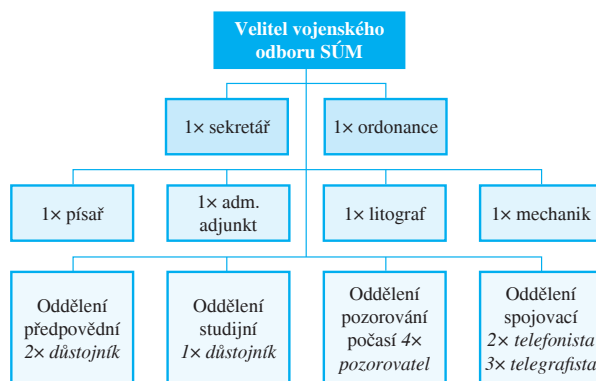 Velitel vojenského
odboru SÚM
1× sekretář
1× ordonance
1× písař
1× adm.
adjunkt
1× litograf
1× mechanik
Oddělení
předpovědní
2× důstojník
Oddělení
studijní
1× důstojník
Oddělení
pozorování
počasí 4×
pozorovatel
Oddělení
spojovací
2× telefonista
3× telegrafista